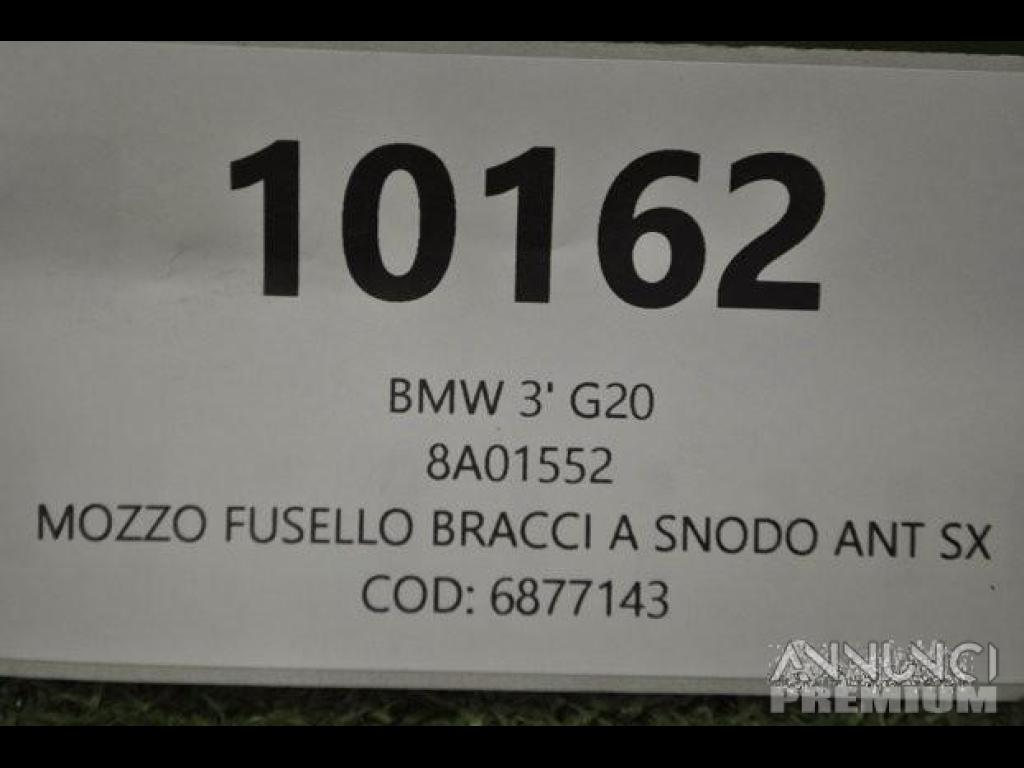 10162
BMW 3' G20
8A01552
MOZZO FUSELLO BRACCI A SNODO ANT SX
COD: 6877143
ANNUNCI
PREMIUM